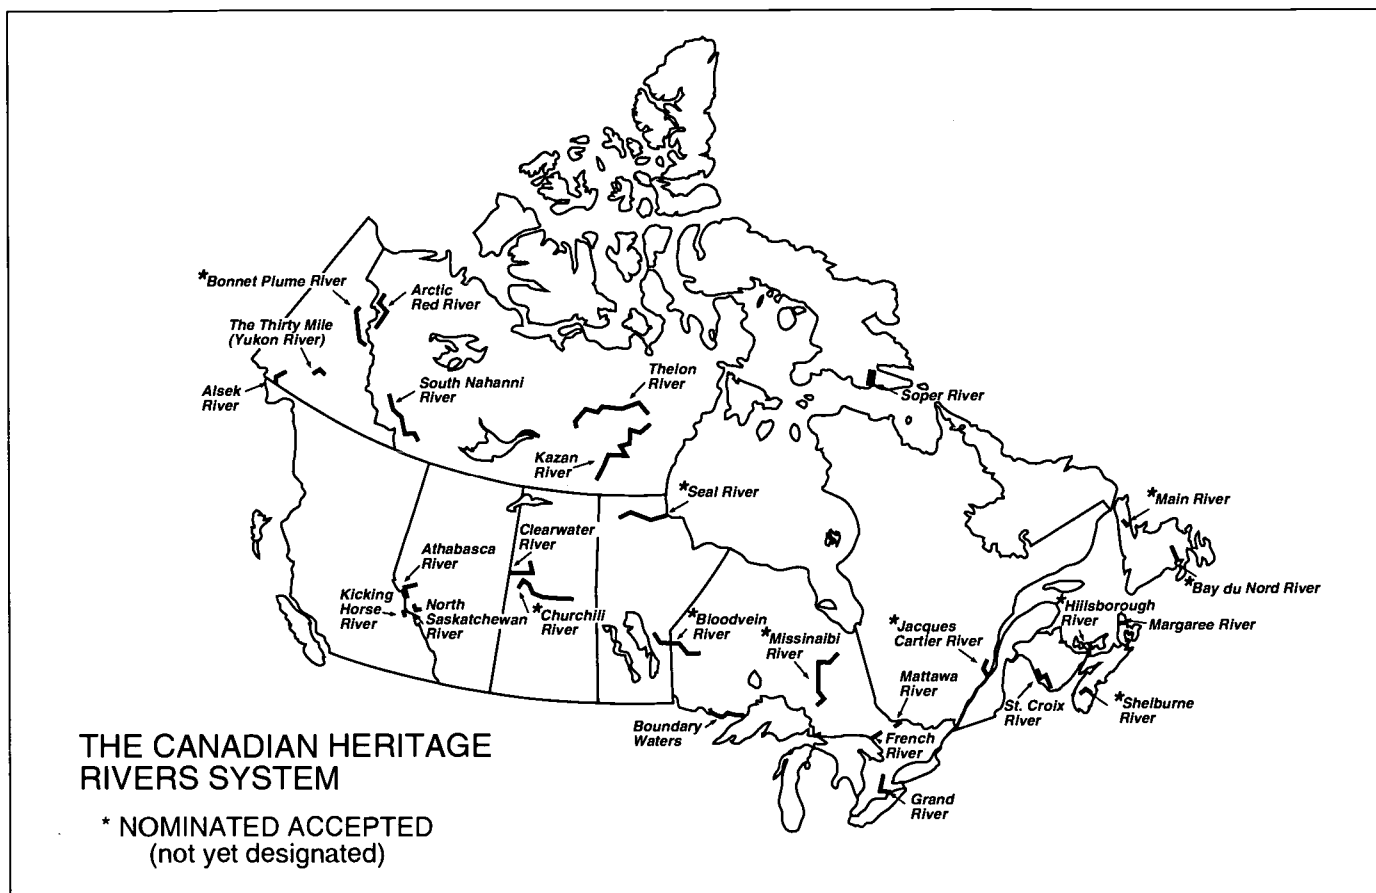 *Bonnet Plume River
Arctic
Red River
The Thirty Mile
(Yukon River)
Alsek
River
South Nahanni
River
Thelon
River
Soper River
Kazan
River
*Seal River
*Main River
Clearwater
River
Athabasca
River
*Bay du Nord River
Kicking
Horse
River
North
Saskatchewan
River
*Churchili
River
*Bloodvein
River
*Missinaibi
River
*Jacques
Cartier River
*Hiilsborough
River
Margaree River
Mattawa
River
St. Croix
River
*Shelburne
River
Boundary
Waters
French
River
Grand
River
THE CANADIAN HERITAGE
RIVERS SYSTEM
* NOMINATED ACCEPTED
(not yet designated)